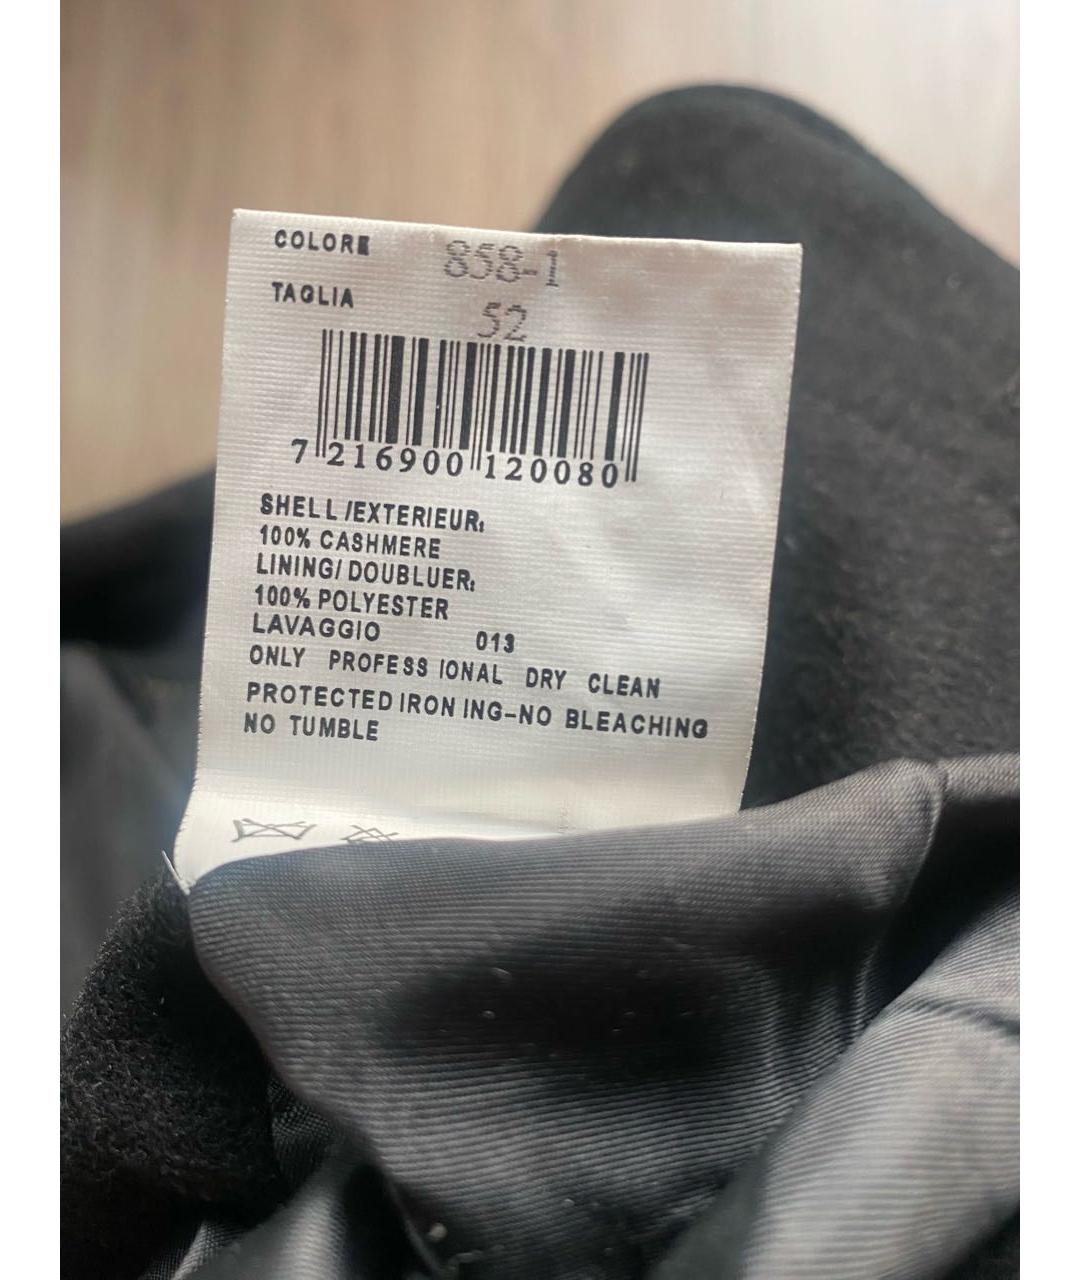 COLORE 858-1
TAGLIA 52
7 216900 120080
SHELL/EXTERIEUR:
100% CASHMERE
LINING/DOUBLUER:
100% POLYESTER
LAVAGGIO 013
ONLY PROFESS IONAL DRY CLEAN
PROTECTED IRON ING-NO BLEACHING
NO TUMBLE